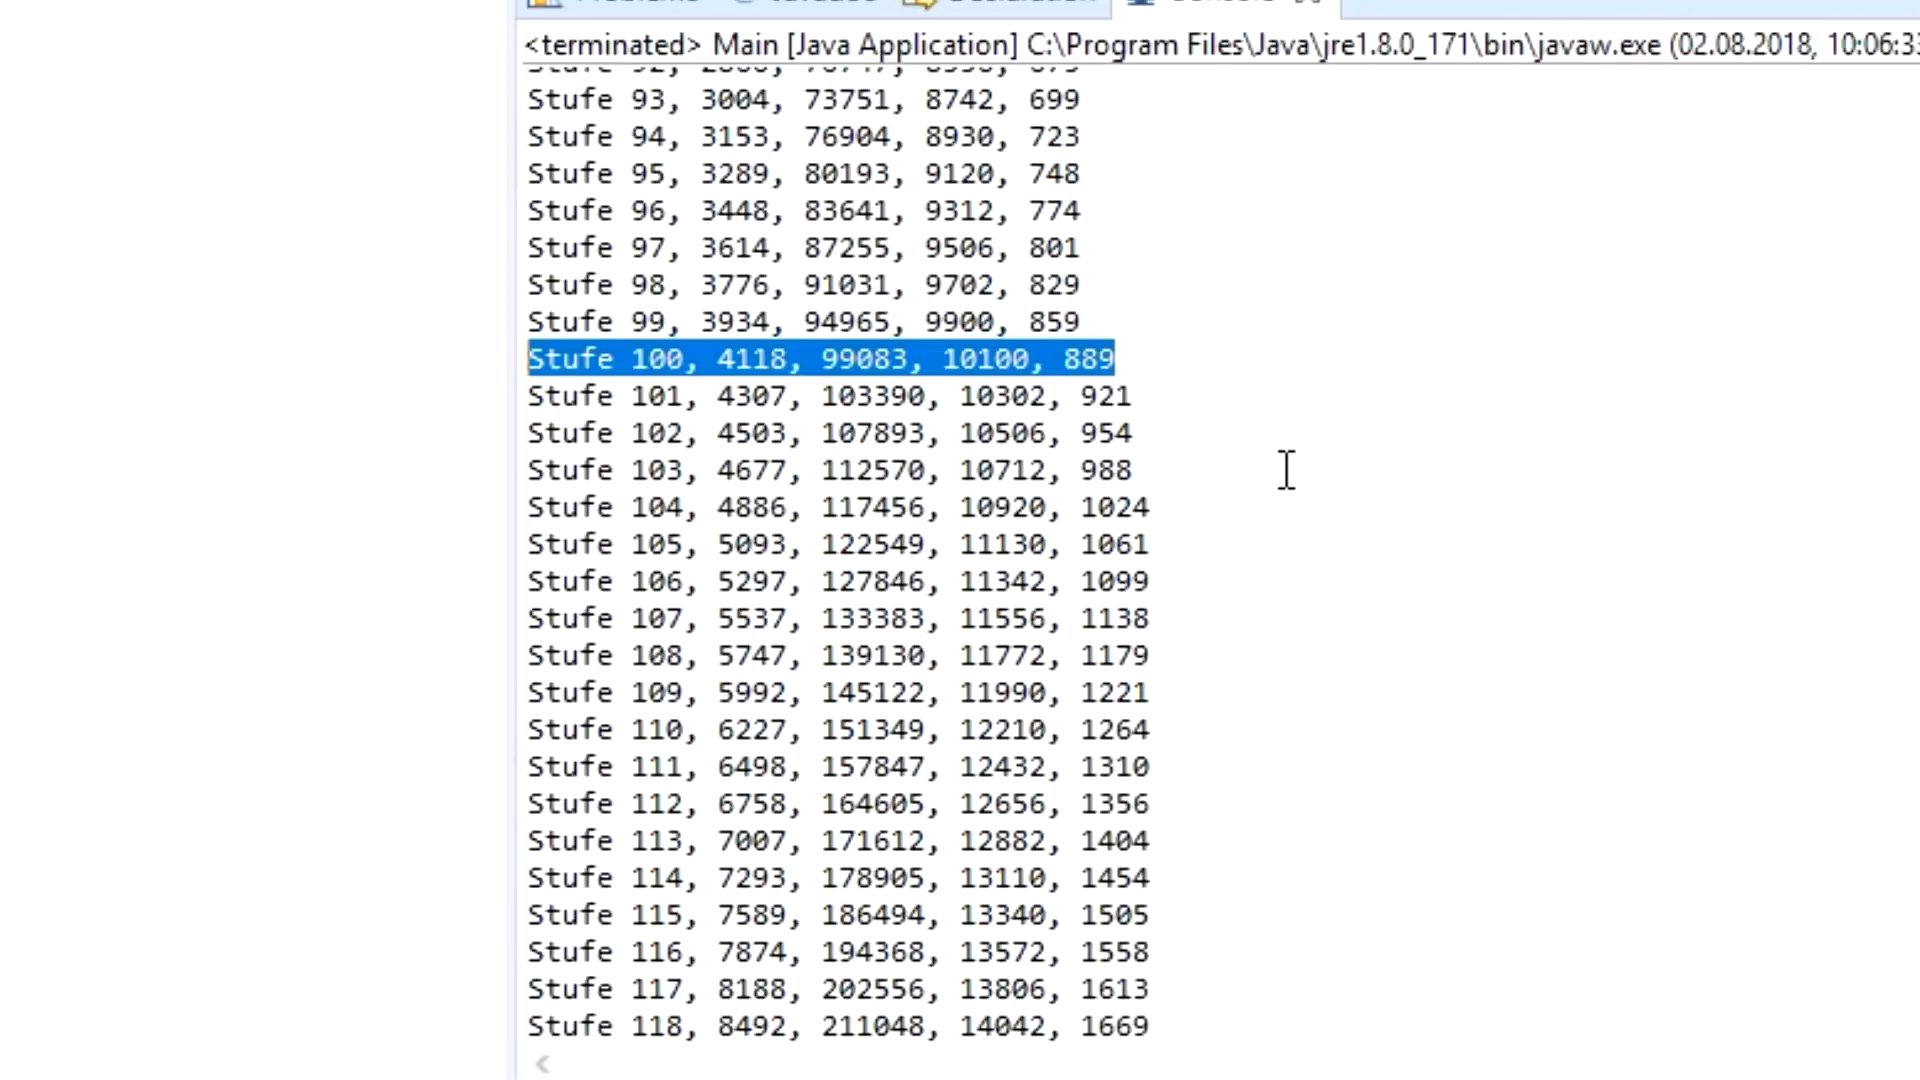 <terminated> Main [Java Application] C:\Program Files\Java\jre1.8.0_171\bin\javaw.exe (02.08.2018, 10:06:33
Stufe 93, 3004, 73751, 8742, 699
Stufe 94, 3153, 76904, 8930, 723
Stufe 95, 3289, 80193, 9120, 748
Stufe 96, 3448, 83641, 9312, 774
Stufe 97, 3614, 87255, 9506, 801
Stufe 98, 3776, 91031, 9702, 829
Stufe 99, 3934, 94965, 9900, 859
Stufe 100, 4118, 99083, 10100, 889
Stufe 101, 4307, 103390, 10302, 921
Stufe 102, 4503, 107893, 10506, 954
Stufe 103, 4677, 112570, 10712, 988
Stufe 104, 4886, 117456, 10920, 1024
Stufe 105, 5093, 122549, 11130, 1061
Stufe 106, 5297, 127846, 11342, 1099
Stufe 107, 5537, 133383, 11556, 1138
Stufe 108, 5747, 139130, 11772, 1179
Stufe 109, 5992, 145122, 11990, 1221
Stufe 110, 6227, 151349, 12210, 1264
Stufe 111, 6498, 157847, 12432, 1310
Stufe 112, 6758, 164605, 12656, 1356
Stufe 113, 7007, 171612, 12882, 1404
Stufe 114, 7293, 178905, 13110, 1454
Stufe 115, 7589, 186494, 13340, 1505
Stufe 116, 7874, 194368, 13572, 1558
Stufe 117, 8188, 202556, 13806, 1613
Stufe 118, 8492, 211048, 14042, 1669